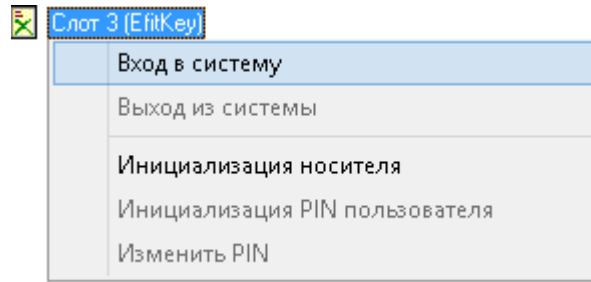 Слот 3 (EfitKey)
Вход в систему
Выход из системы
Инициализация носителя
Инициализация PIN пользователя
Изменить PIN